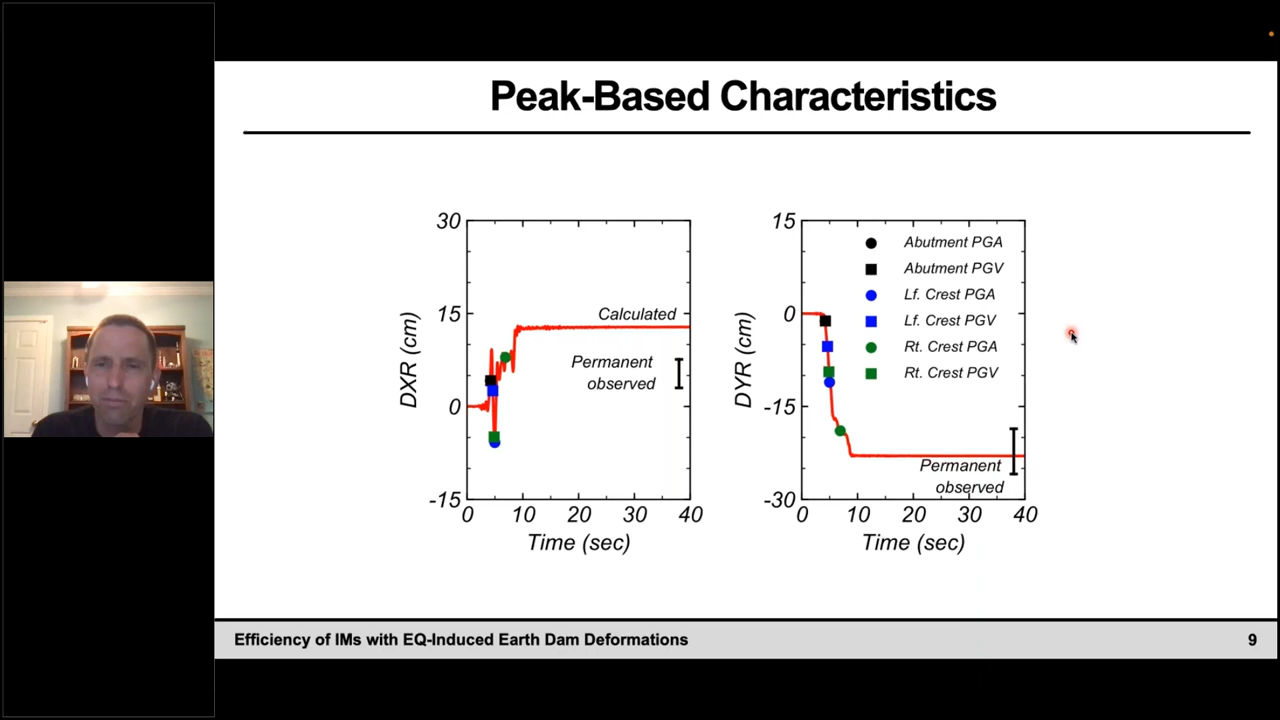 Peak-Based Characteristics
30
15
0
-15
DXR (cm)
Calculated
Permanent
observed
0 10 20 30 40
Time (sec)
15
0
-15
-30
DYR (cm)
Abutment PGA
Abutment PGV
Lf. Crest PGA
Lf. Crest PGV
Rt. Crest PGA
Rt. Crest PGV
Permanent
observed
0 10 20 30 40
Time (sec)
Efficiency of IMs with EQ-Induced Earth Dam Deformations 9